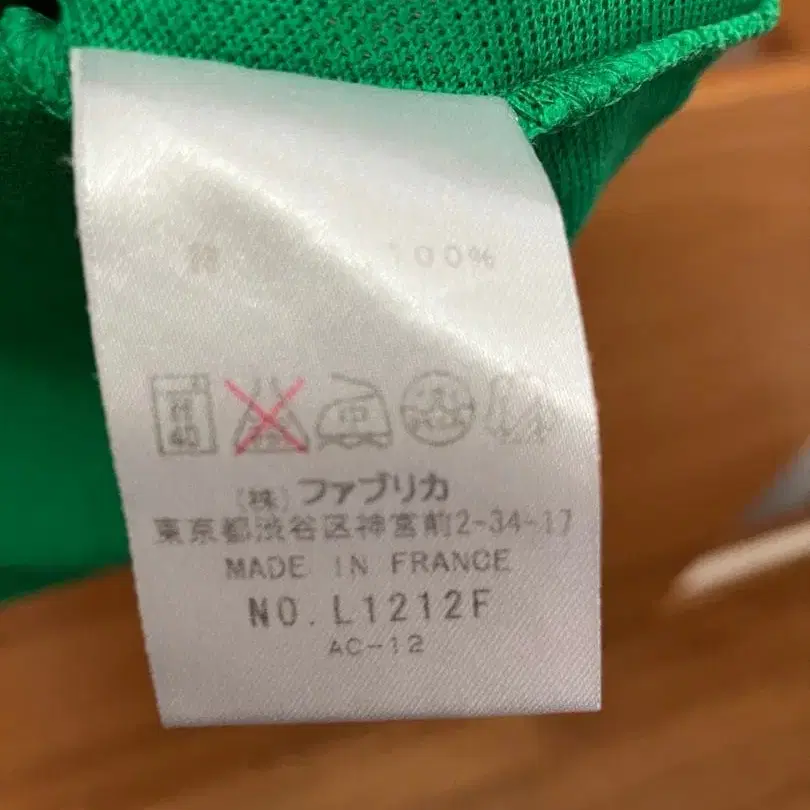 綿 100%
(株)ファブリカ
東京都渋谷区神宮前2-34-17
MADE IN FRANCE
NO. L1212F
AC-12